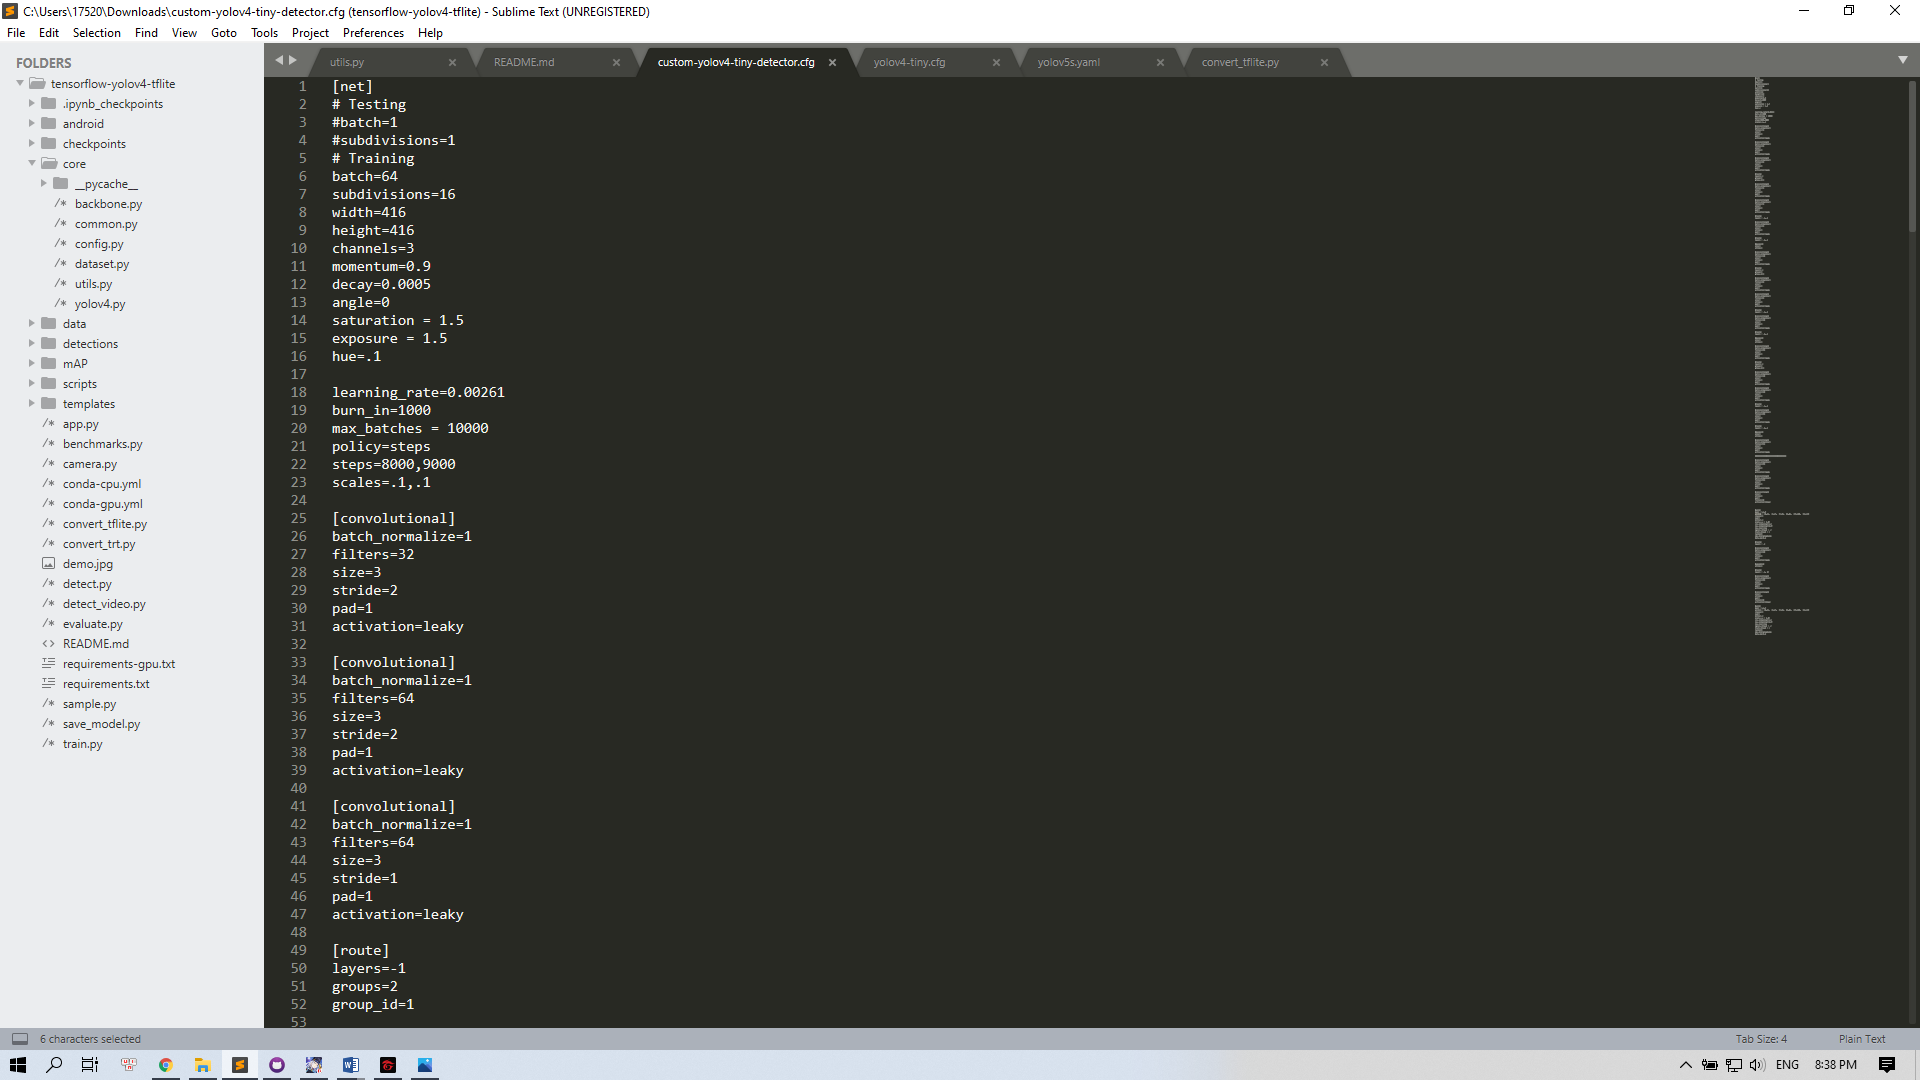 C:\Users\17520\Downloads\custom-yolov4-tiny-detector.cfg (tensorflow-yolov4-tflite) - Sublime Text (UNREGISTERED)
File Edit Selection Find View Goto Tools Project Preferences Help
FOLDERS
tensorflow-yolov4-tflite
.ipynb_checkpoints
android
checkpoints
core
__pycache__
/* backbone.py
/* common.py
/* config.py
/* dataset.py
/* utils.py
/* yolov4.py
data
detections
mAP
scripts
templates
/* app.py
/* benchmarks.py
/* camera.py
/* conda-cpu.yml
/* conda-gpu.yml
/* convert_tflite.py
/* convert_trt.py
demo.jpg
/* detect.py
/* detect_video.py
/* evaluate.py
<> README.md
requirements-gpu.txt
requirements.txt
/* sample.py
/* save_model.py
/* train.py
utils.py README.md custom-yolov4-tiny-detector.cfg yolov4-tiny.cfg yolov5s.yaml convert_tflite.py
1 [net]
2 # Testing
3 #batch=1
4 #subdivisions=1
5 # Training
6 batch=64
7 subdivisions=16
8 width=416
9 height=416
10 channels=3
11 momentum=0.9
12 decay=0.0005
13 angle=0
14 saturation = 1.5
15 exposure = 1.5
16 hue=.1
17
18 learning_rate=0.00261
19 burn_in=1000
20 max_batches = 10000
21 policy=steps
22 steps=8000,9000
23 scales=.1,.1
24
25 [convolutional]
26 batch_normalize=1
27 filters=32
28 size=3
29 stride=2
30 pad=1
31 activation=leaky
32
33 [convolutional]
34 batch_normalize=1
35 filters=64
36 size=3
37 stride=2
38 pad=1
39 activation=leaky
40
41 [convolutional]
42 batch_normalize=1
43 filters=64
44 size=3
45 stride=1
46 pad=1
47 activation=leaky
48
49 [route]
50 layers=-1
51 groups=2
52 group_id=1
53
6 characters selected Tab Size: 4 Plain Text
ENG 8:38 PM